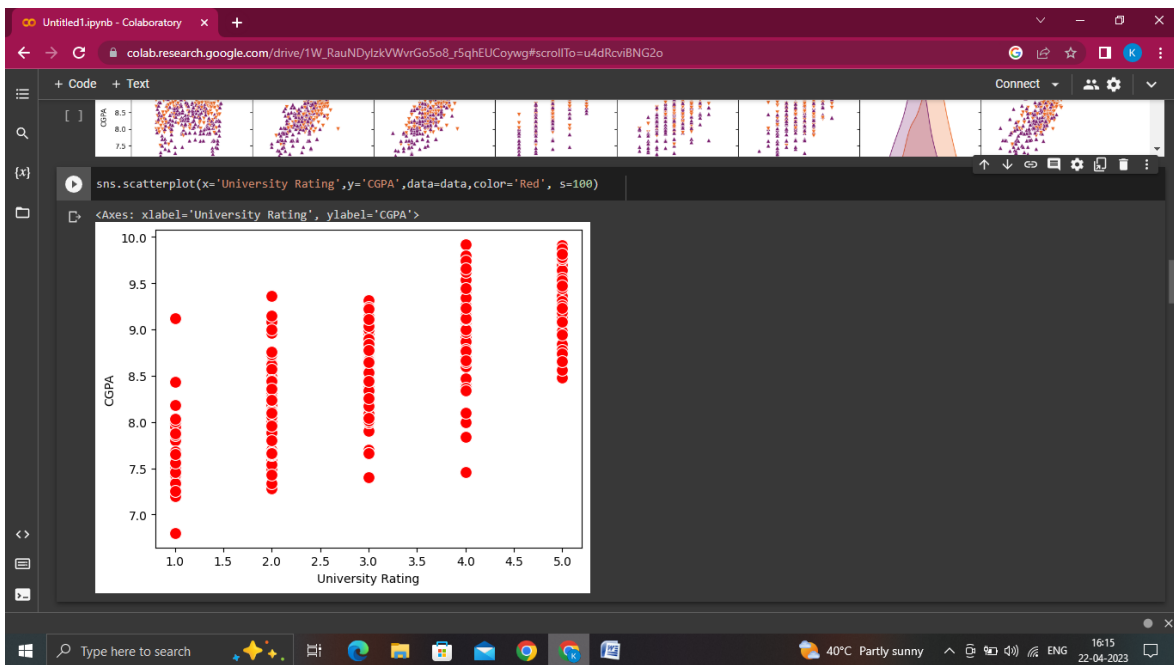 Untitled1.ipynb - Colaboratory
colab.research.google.com/drive/1W_RauNDylzkVWvrGo5o8_r5qhEUCoywg#scrollTo=u4dRcviBNG2o
K
+ Code + Text
Connect
[ ]
CGPA
8.5
8.0
7.5
{x}
sns.scatterplot(x='University Rating',y='CGPA',data=data,color='Red', s=100)
<Axes: xlabel='University Rating', ylabel='CGPA'>
10.0
9.5
9.0
8.5
8.0
7.5
7.0
CGPA
1.0 1.5 2.0 2.5 3.0 3.5 4.0 4.5 5.0
University Rating
Type here to search
40°C Partly sunny
ENG
16:15
22-04-2023